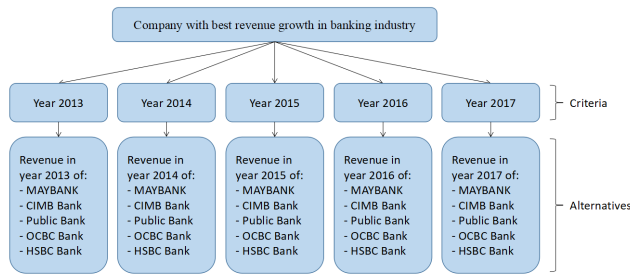 Company with best revenue growth in banking industry
Year 2013
Year 2014
Year 2015
Year 2016
Year 2017
Criteria
Revenue in
year 2013 of:
- MAYBANK
- CIMB Bank
- Public Bank
- OCBC Bank
- HSBC Bank
Revenue in
year 2014 of:
- MAYBANK
- CIMB Bank
- Public Bank
- OCBC Bank
- HSBC Bank
Revenue in
year 2015 of:
- MAYBANK
- CIMB Bank
- Public Bank
- OCBC Bank
- HSBC Bank
Revenue in
year 2016 of:
- MAYBANK
- CIMB Bank
- Public Bank
- OCBC Bank
- HSBC Bank
Revenue in
year 2017 of:
- MAYBANK
- CIMB Bank
- Public Bank
- OCBC Bank
- HSBC Bank
Alternatives